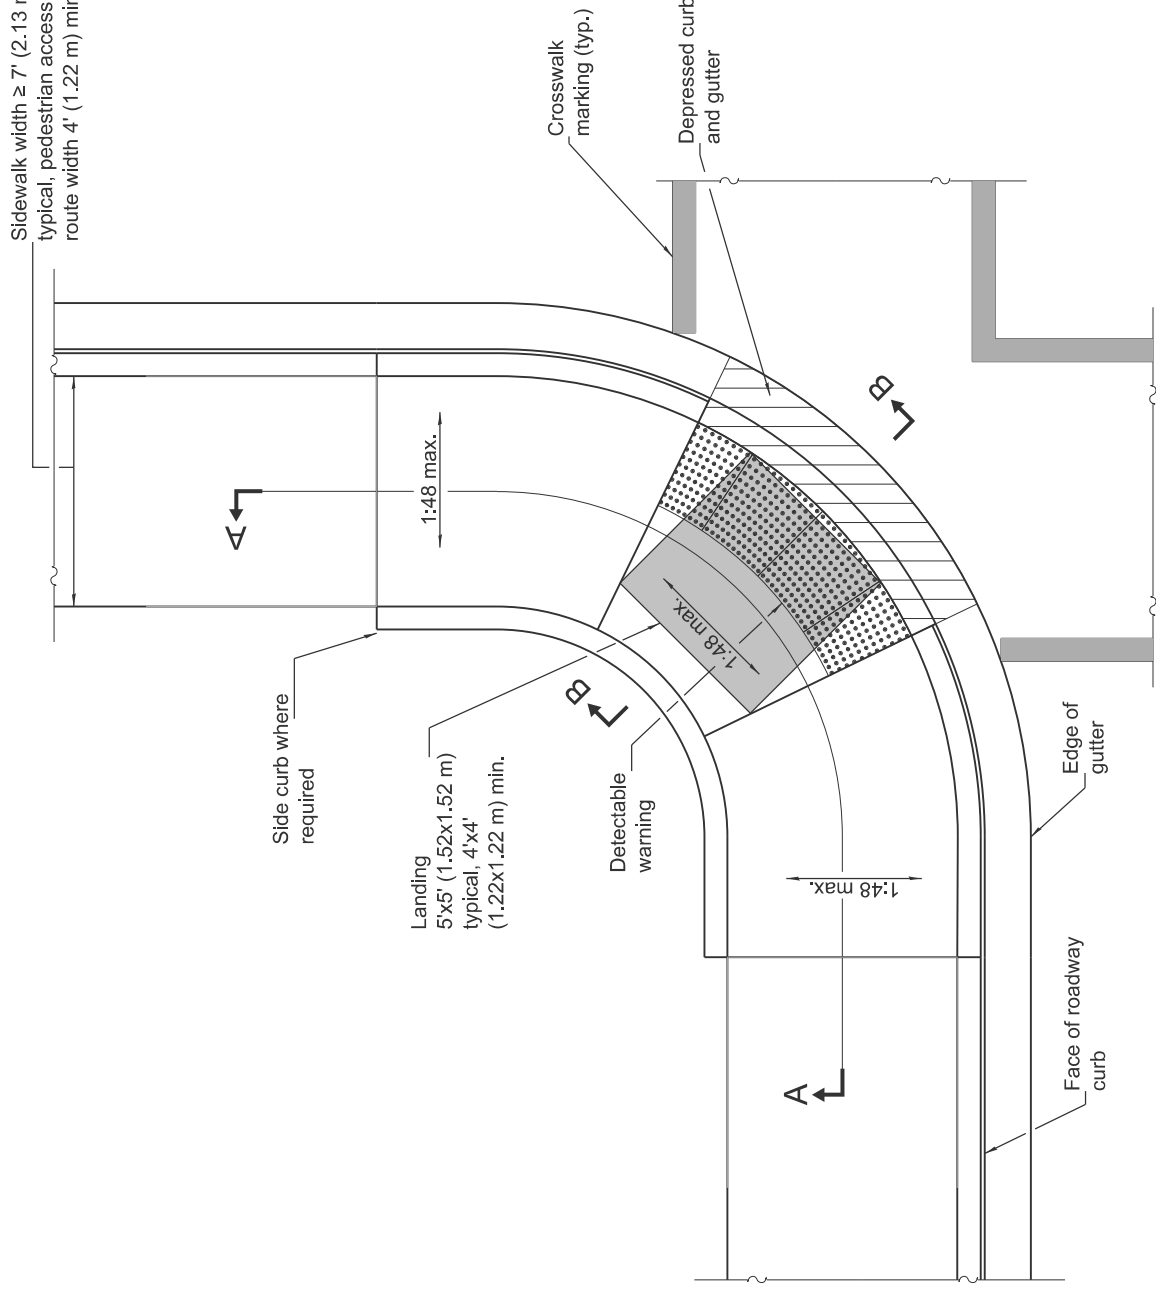 Sidewalk width ≥ 7' (2.13
typical, pedestrian access
route width 4' (1.22 m)
Crosswalk
marking (typ.)
Depressed curb
and gutter
B
A
1:48 max.
1:48 max.
B
Side curb where
required
Landing
5'x5' (1.52x1.52 m)
typical, 4'x4'
(1.22x1.22 m) min.
Detectable
warning
Edge of
gutter
1:48 max.
A
Face of roadway
curb